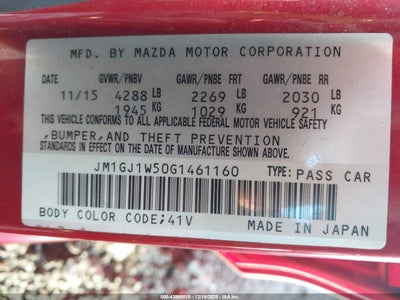 MFD. BY MAZDA MOTOR CORPORATION
GVWR/PNBV GAWR/PNBE FRT GAWR/PNBE RR
11/15 4288 LB 2269 LB 2030 LB
1945 KG 1029 KG 921 KG
THIS VEHICLE CONFORMS TO ALL APPLICABLE FEDERAL MOTOR VEHICLE SAFETY
,BUMPER,AND THEFT PREVENTION
STANDARDS IN EFFECT ON THE DATE OF MANUFACTURE SHOWN ABOVE.
JM1GJ1W50G1461160 TYPE: PASS CAR
BODY COLOR CODE;41V MADE IN JAPAN